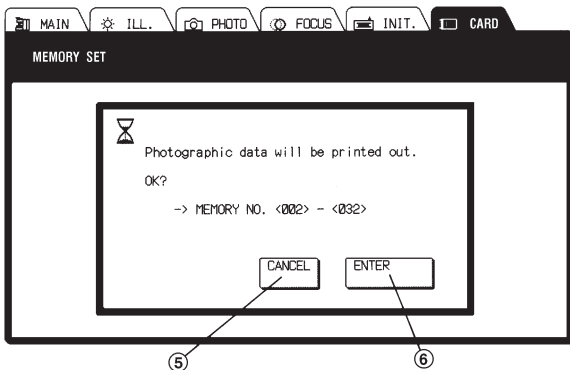 MAIN ILL. PHOTO FOCUS INIT. CARD
MEMORY SET
Photographic data will be printed out.
OK?
-> MEMORY NO. <002> - <032>
CANCEL ENTER
⑤ ⑥